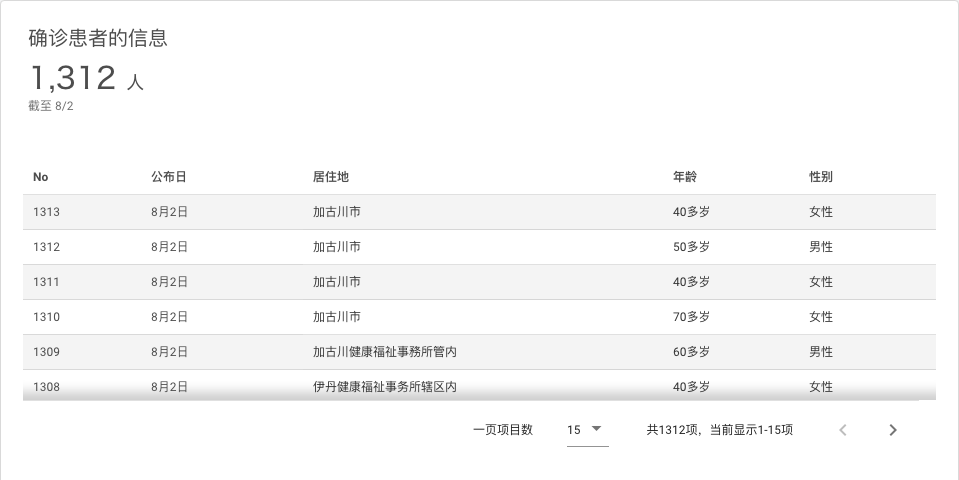 确诊患者的信息
1,312 人
截至 8/2
No 公布日 居住地 年龄 性别
1313 8月2日 加古川市 40多岁 女性
1312 8月2日 加古川市 50多岁 男性
1311 8月2日 加古川市 40多岁 女性
1310 8月2日 加古川市 70多岁 女性
1309 8月2日 加古川健康福祉事務所管内 60多岁 男性
1308 8月2日 伊丹健康福祉事务所辖区内 40多岁 女性
一页项目数 15 共1312项，当前显示1-15项